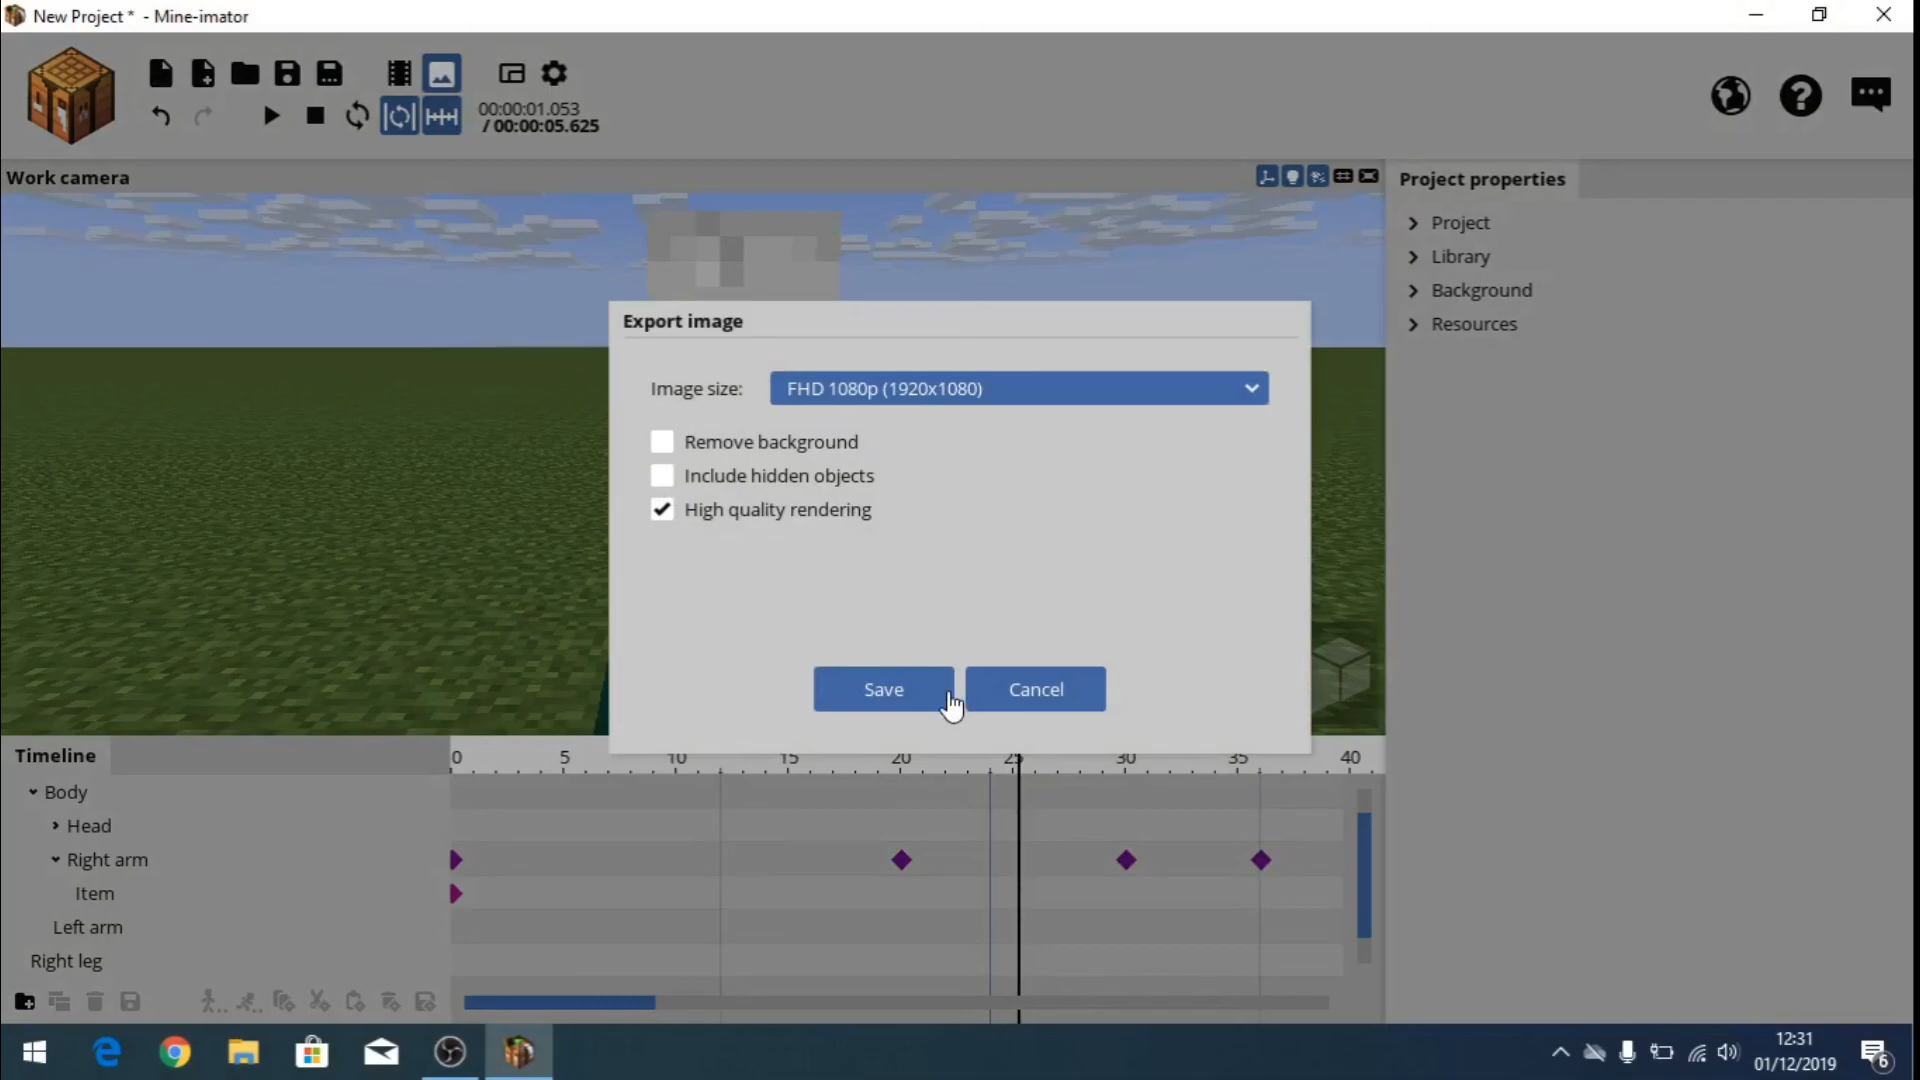 New Project * - Mine-imator
00:00:01.053
/ 00:00:05.625
Work camera
Project properties
Project
Library
Background
Resources
Export image
Image size: FHD 1080p (1920x1080)
Remove background
Include hidden objects
High quality rendering
Save Cancel
Timeline
0 5 10 15 20 25 30 35 40
Body
Head
Right arm
Item
Left arm
Right leg
12:31
01/12/2019
6